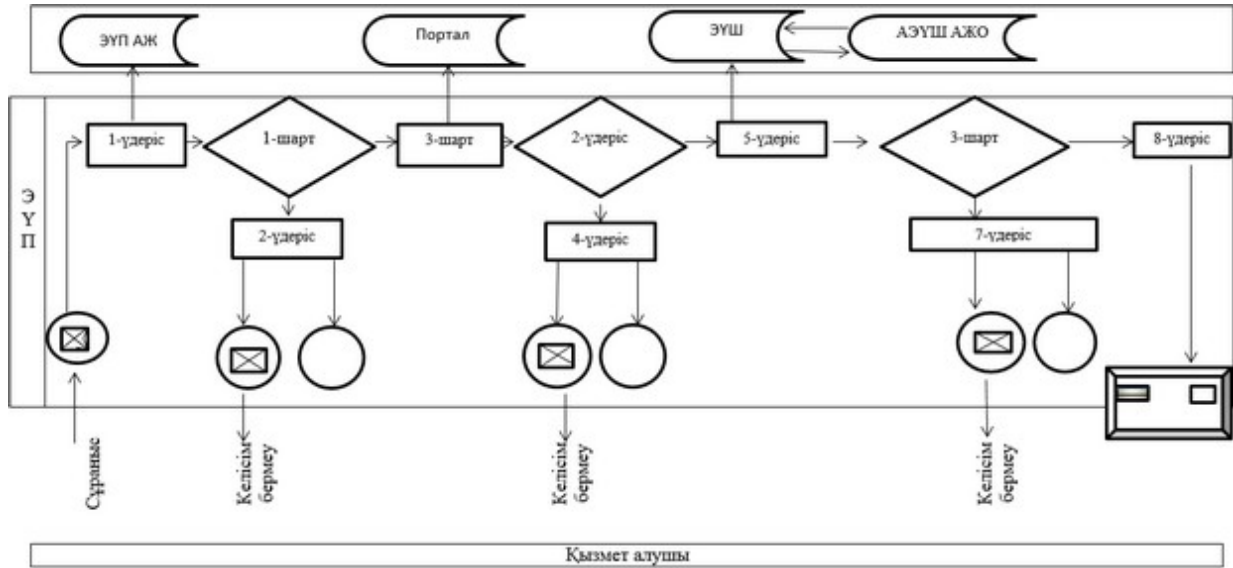 ЭҮП АЖ
Портал
ЭҮШ
АЭҮШ АЖО
ЭҮП
1-үдеріс
1-шарт
3-шарт
2-үдеріс
5-үдеріс
3-шарт
8-үдеріс
2-үдеріс
4-үдеріс
7-үдеріс
Сұраныс
Келісім
бермеу
Келісім
бермеу
Келісім
бермеу
Қызмет алушы